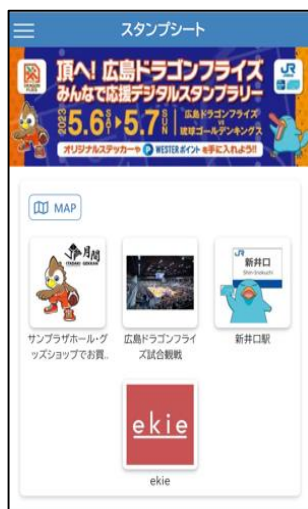 スタンプシート
頂へ! 広島ドラゴンフライズ
みんなで応援デジタルスタンプラリー
2023 5.6 SAT ▶ 5.7 SUN
広島ドラゴンフライズ
VS
琉球ゴールデンキングス
オリジナルステッカーや P WESTERポイントを手に入れよう!!
JR
MAP
月間
JR
新井口
Shin-Inokuchi
サンプラザホール・グ
ッズショップでお買..
広島ドラゴンフライ
ズ試合観戦
新井口駅
ekie
ekie